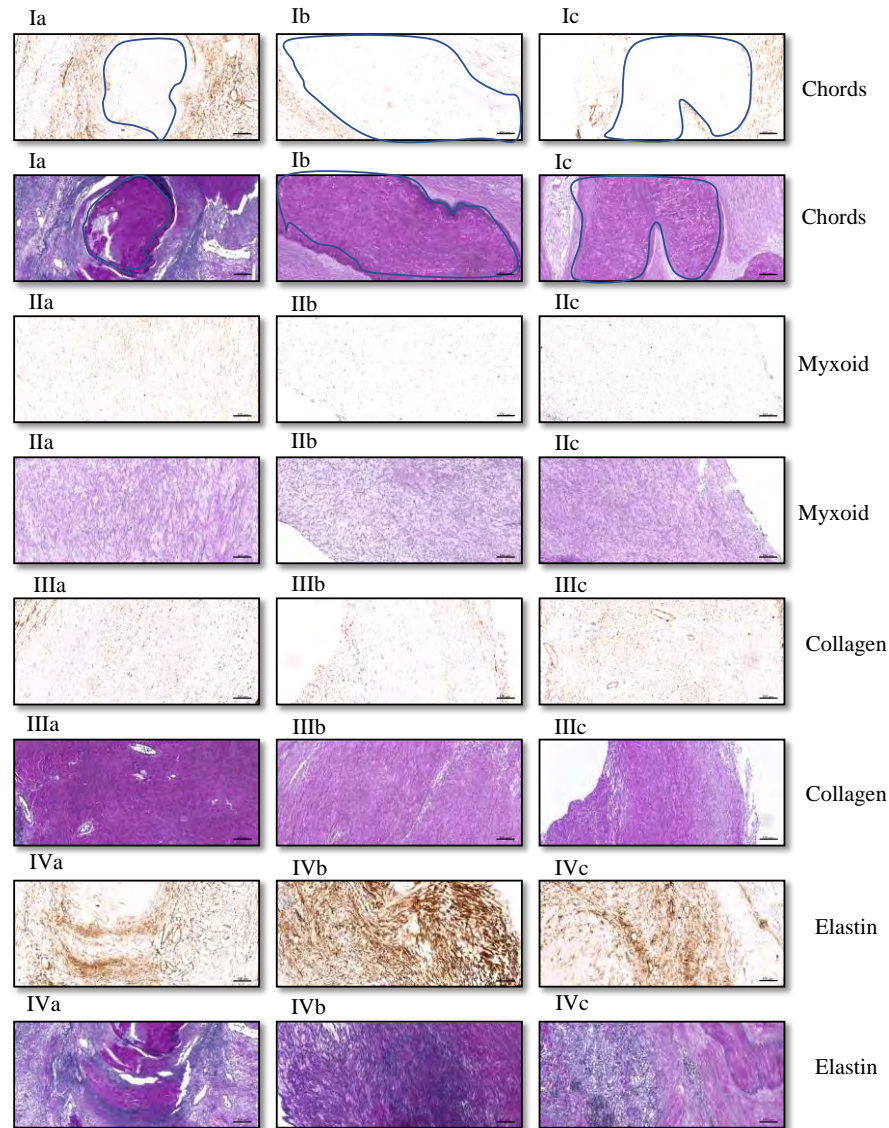 Ia Ib Ic
Chords
Ia Ib Ic
Chords
IIa IIb IIc
Myxoid
IIa IIb IIc
Myxoid
IIIa IIIb IIIc
Collagen
IIIa IIIb IIIc
Collagen
IVa IVb IVc
Elastin
IVa IVb IVc
Elastin